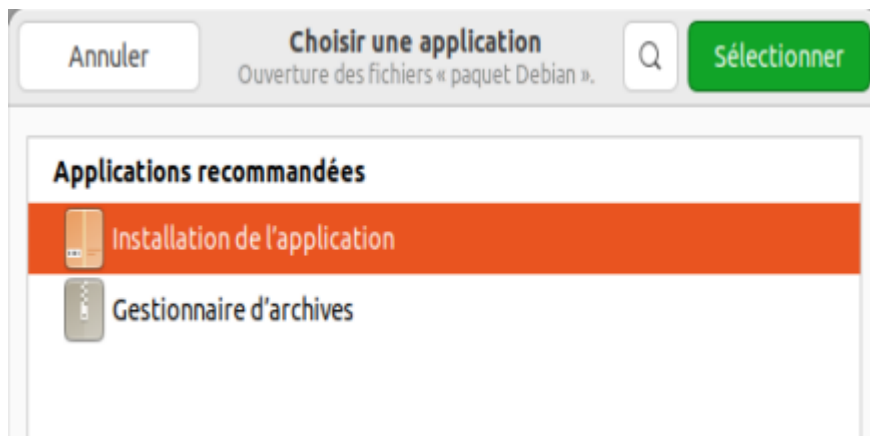 Annuler
Choisir une application
Ouverture des fichiers « paquet Debian ».
Sélectionner
Applications recommandées
Installation de l'application
Gestionnaire d'archives